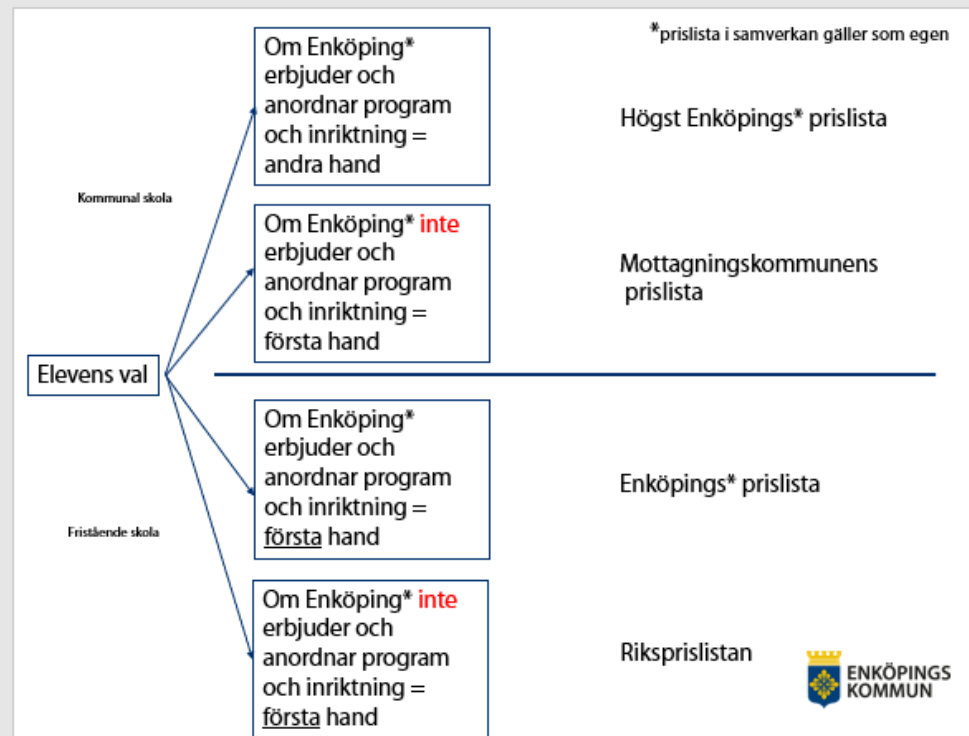 *prislista i samverkan gäller som egen
Om Enköping*
erbjuder och
anordnar program
och inriktning =
andra hand
Högst Enköpings* prislista
Kommunal skola
Om Enköping* inte
erbjuder och
anordnar program
och inriktning =
första hand
Mottagningskommunens
prislista
Elevens val
Om Enköping*
erbjuder och
anordnar program
och inriktning =
första hand
Enköpings* prislista
Fristående skola
Om Enköping* inte
erbjuder och
anordnar program
och inriktning =
första hand
Riksprislistan
ENKÖPINGS
KOMMUN